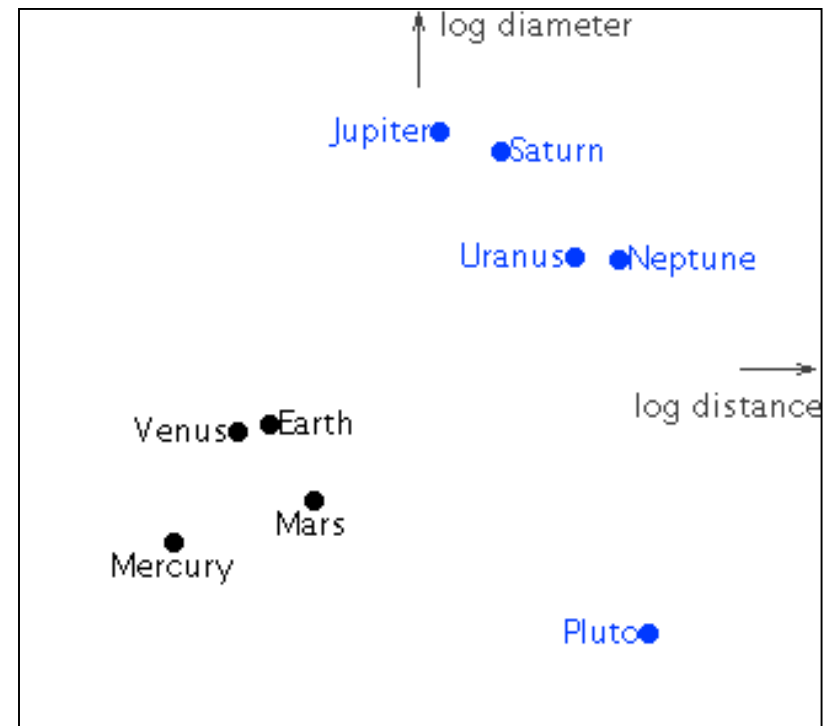 log diameter
Jupiter
Saturn
Uranus
Neptune
log distance
Venus
Earth
Mars
Mercury
Pluto